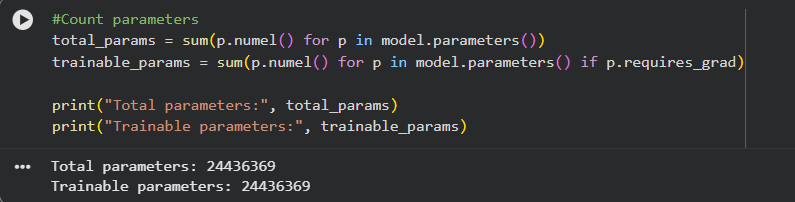 #Count parameters
total_params = sum(p.numel() for p in model.parameters())
trainable_params = sum(p.numel() for p in model.parameters() if p.requires_grad)
print("Total parameters:", total_params)
print("Trainable parameters:", trainable_params)
Total parameters: 24436369
Trainable parameters: 24436369